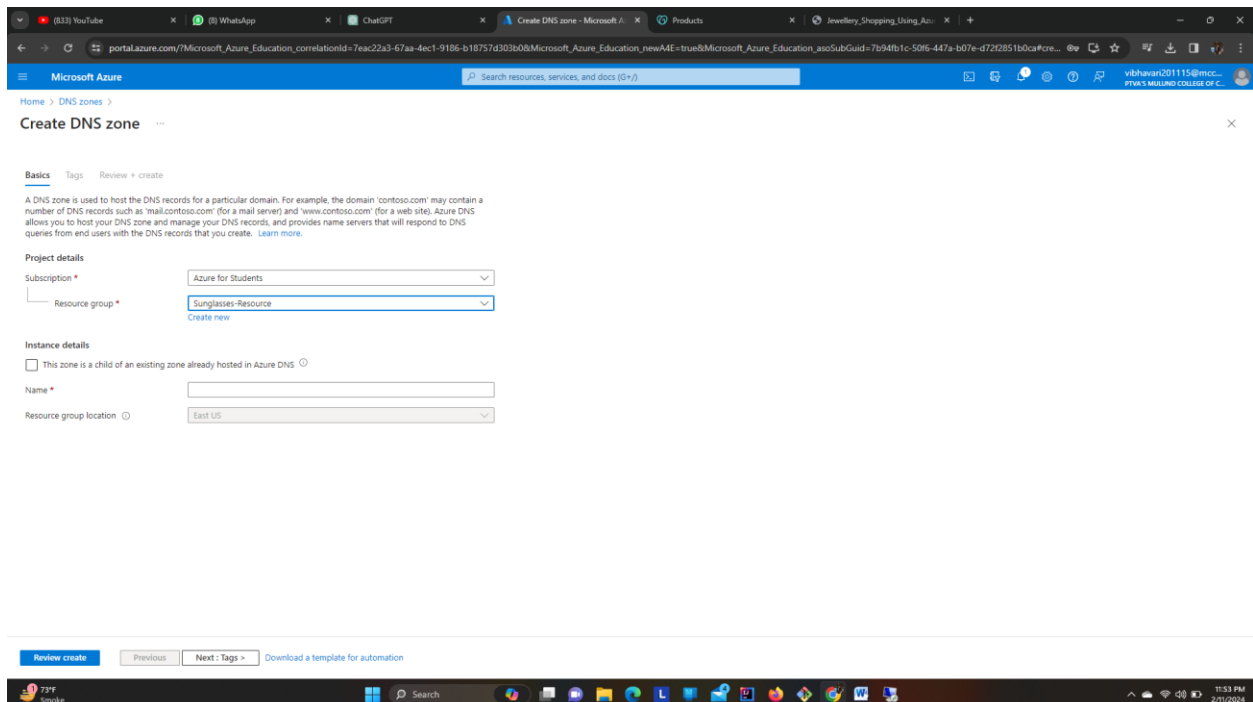 (833) YouTube
(8) WhatsApp
ChatGPT
Create DNS zone - Microsoft A
Products
Jewellery_Shopping_Using_Azu
portal.azure.com/?Microsoft_Azure_Education_correlationId=7eac22a3-67aa-4ec1-9186-b18757d303b0&Microsoft_Azure_Education_newA4E=true&Microsoft_Azure_Education_asoSubGuid=7b94fb1c-50f6-447a-b07e-d72f2851b0ca#cre...
Microsoft Azure
Search resources, services, and docs (G+/)
1
vibhavari201115@mcc...
PTVA'S MULUND COLLEGE OF C...
Home > DNS zones >
Create DNS zone ...
Basics Tags Review + create
A DNS zone is used to host the DNS records for a particular domain. For example, the domain 'contoso.com' may contain a
number of DNS records such as 'mail.contoso.com' (for a mail server) and 'www.contoso.com' (for a web site). Azure DNS
allows you to host your DNS zone and manage your DNS records, and provides name servers that will respond to DNS
queries from end users with the DNS records that you create. Learn more.
Project details
Subscription * Azure for Students
Resource group * Sunglasses-Resource
Create new
Instance details
This zone is a child of an existing zone already hosted in Azure DNS
Name *
Resource group location East US
Review create Previous Next : Tags > Download a template for automation
1
73°F
Smoke
Search
L
W
11:53 PM
2/11/2024